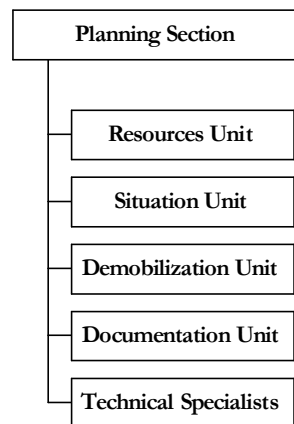 Planning Section
Resources Unit
Situation Unit
Demobilization Unit
Documentation Unit
Technical Specialists